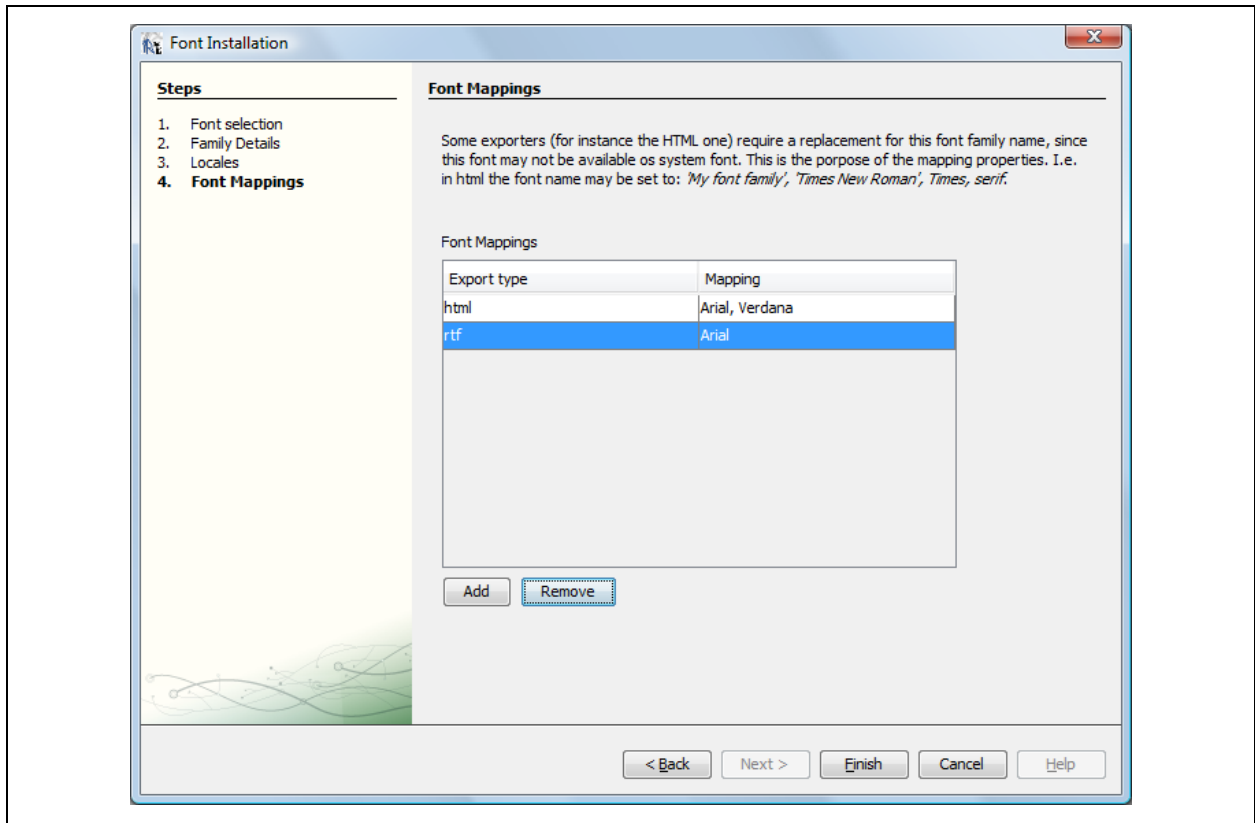 Font Installation
Steps
1. Font selection
2. Family Details
3. Locales
4. Font Mappings
Font Mappings
Some exporters (for instance the HTML one) require a replacement for this font family name, since
this font may not be available os system font. This is the porpose of the mapping properties. I.e.
in html the font name may be set to: 'My font family', 'Times New Roman', Times, serif.
Font Mappings
Export type Mapping
html Arial, Verdana
rtf Arial
Add Remove
< Back Next > Finish Cancel Help